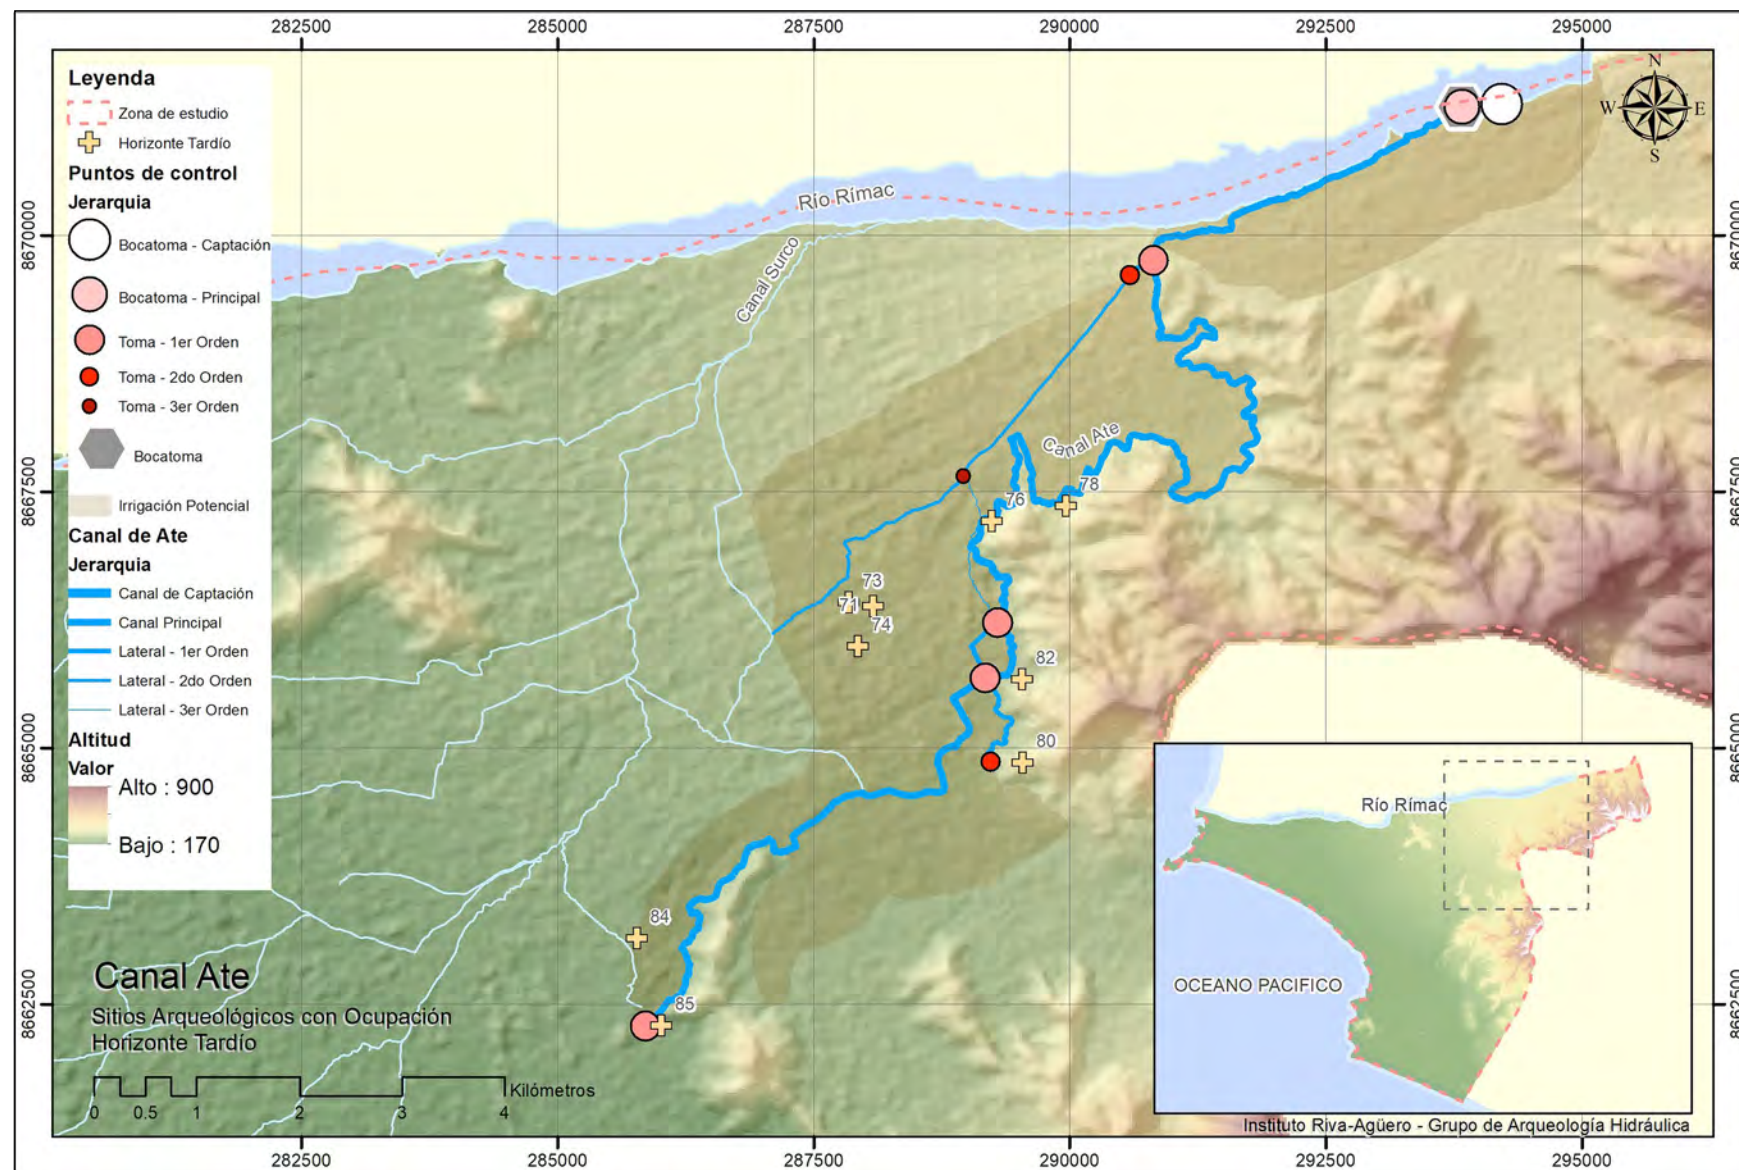 282500 285000 287500 290000 292500 295000
Leyenda
Zona de estudio
Horizonte Tardío
Puntos de control
Jerarquia
Bocatoma - Captación
Bocatoma - Principal
Toma - 1er Orden
Toma - 2do Orden
Toma - 3er Orden
Bocatoma
Irrigación Potencial
Canal de Ate
Jerarquia
Canal de Captación
Canal Principal
Lateral - 1er Orden
Lateral - 2do Orden
Lateral - 3er Orden
Altitud
Valor
Alto : 900
Bajo : 170
N
W E
S
Río Rímac
Canal Surco
Canal Ate
78
76
73
71
74
82
80
84
85
8670000 8670000
8667500 8667500
8665000 8665000
8662500 8662500
Canal Ate
Sitios Arqueológicos con Ocupación
Horizonte Tardío
Kilómetros
0 0.5 1 2 3 4
Río Rímac
OCEANO PACIFICO
Instituto Riva-Agüero - Grupo de Arqueología Hidráulica
282500 285000 287500 290000 292500 295000